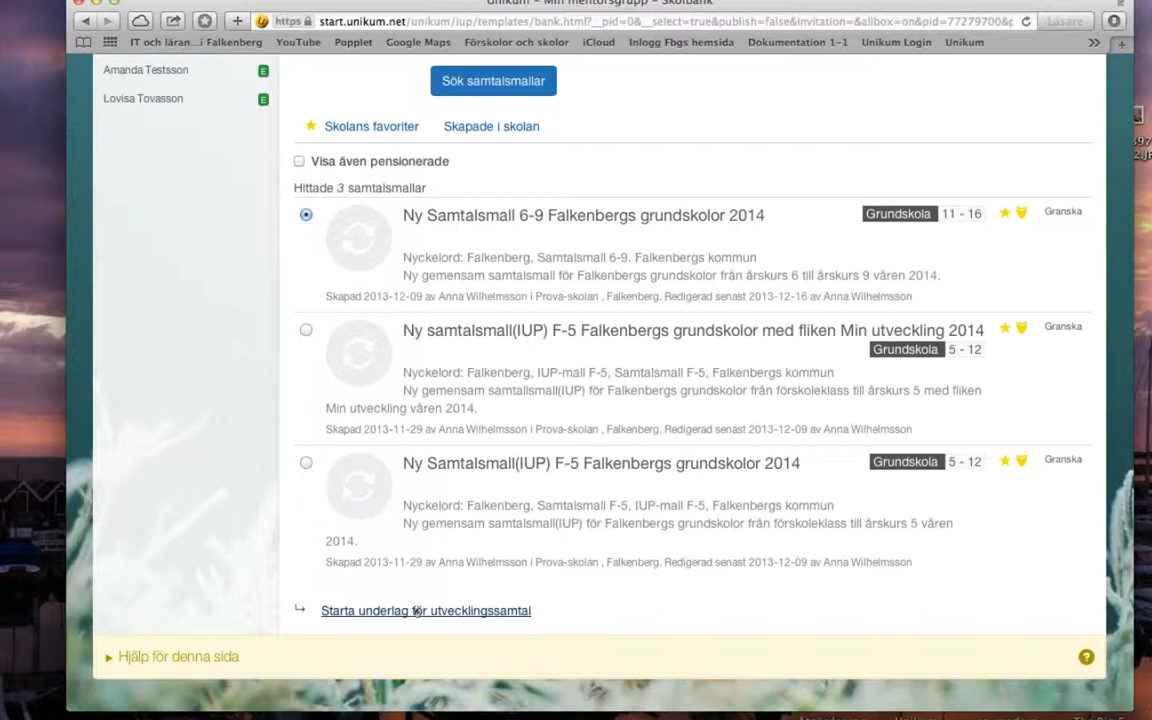 Unikum – Min mentorsgrupp – Skolbank
https start.unikum.net/unikum/iup/templates/bank.html?__pid=0&__select=true&publish=false&invitation=&allbox=on&pid=77279700&p
Läsare
IT och läran...i Falkenberg YouTube Popplet Google Maps Förskolor och skolor iCloud Inlogg Fbgs hemsida Dokumentation 1–1 Unikum Login Unikum
Amanda Testsson E
Lovisa Tovasson E
Sök samtalsmallar
Skolans favoriter Skapade i skolan
Visa även pensionerade
Hittade 3 samtalsmallar
Ny Samtalsmall 6-9 Falkenbergs grundskolor 2014 Grundskola 11 - 16 Granska
Nyckelord: Falkenberg, Samtalsmall 6-9. Falkenbergs kommun
Ny gemensam samtalsmall för Falkenbergs grundskolor från årskurs 6 till årskurs 9 våren 2014.
Skapad 2013-12-09 av Anna Wilhelmsson i Prova-skolan , Falkenberg. Redigerad senast 2013-12-16 av Anna Wilhelmsson
Ny samtalsmall(IUP) F-5 Falkenbergs grundskolor med fliken Min utveckling 2014 Granska
Grundskola 5 - 12
Nyckelord: Falkenberg, IUP-mall F-5, Samtalsmall F-5, Falkenbergs kommun
Ny gemensam samtallsmall(IUP) för Falkenbergs grundskolor från förskoleklass till årskurs 5 med fliken
Min utveckling våren 2014.
Skapad 2013-11-29 av Anna Wilhelmsson i Prova-skolan , Falkenberg. Redigerad senast 2013-12-09 av Anna Wilhelmsson
Ny Samtalsmall(IUP) F-5 Falkenbergs grundskolor 2014 Grundskola 5 - 12 Granska
Nyckelord: Falkenberg, Samtalsmall F-5, IUP-mall F-5, Falkenbergs kommun
Ny gemensam samtalsmall(IUP) för Falkenbergs grundskolor från förskoleklass till årskurs 5 våren
2014.
Skapad 2013-11-29 av Anna Wilhelmsson i Prova-skolan , Falkenberg. Redigerad senast 2013-12-09 av Anna Wilhelmsson
Starta underlag för utvecklingssamtal
Hjälp för denna sida ?